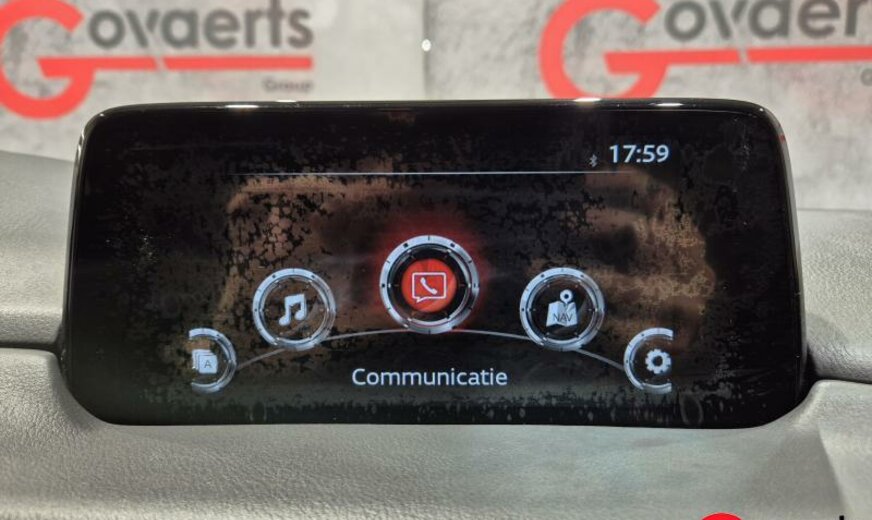 Govaerts
Group
Govaerts
17:59
A
NAV
Communicatie